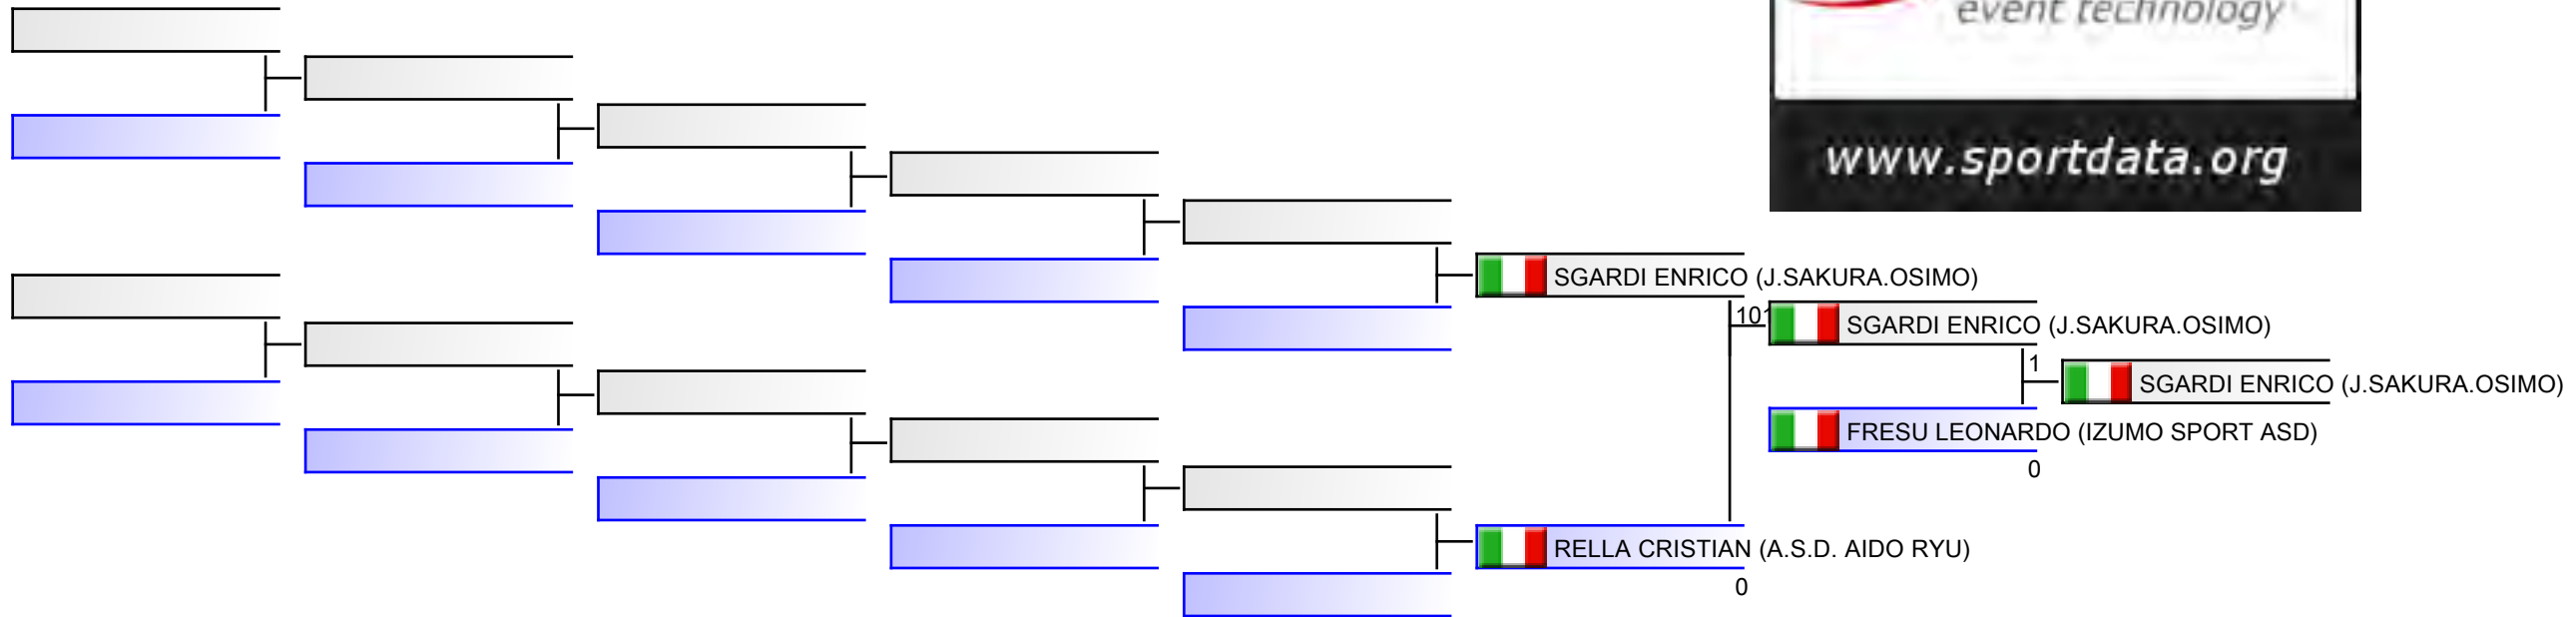 event technology
www.sportdata.org
SGARDI ENRICO (J.SAKURA.OSIMO)
101
SGARDI ENRICO (J.SAKURA.OSIMO)
1
SGARDI ENRICO (J.SAKURA.OSIMO)
FRESU LEONARDO (IZUMO SPORT ASD)
0
RELLA CRISTIAN (A.S.D. AIDO RYU)
0